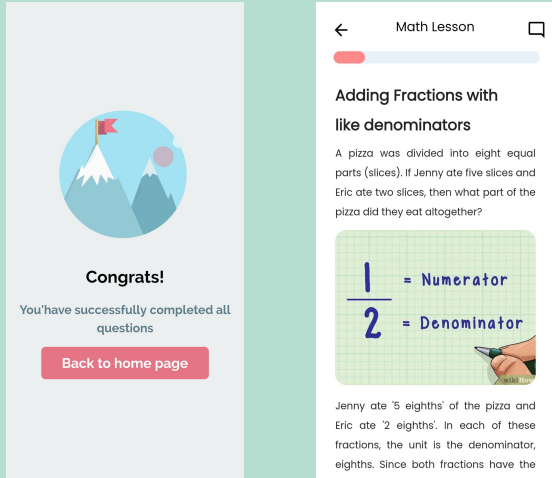 Congrats!
You'have successfully completed all
questions
Back to home page
Math Lesson
Adding Fractions with
like denominators
A pizza was divided into eight equal
parts (slices). If Jenny ate five slices and
Eric ate two slices, then what part of the
pizza did they eat altogether?
1 = Numerator
2 = Denominator
wikiHow
Jenny ate '5 eighths' of the pizza and
Eric ate '2 eighths'. In each of these
fractions, the unit is the denominator,
eighths. Since both fractions have the